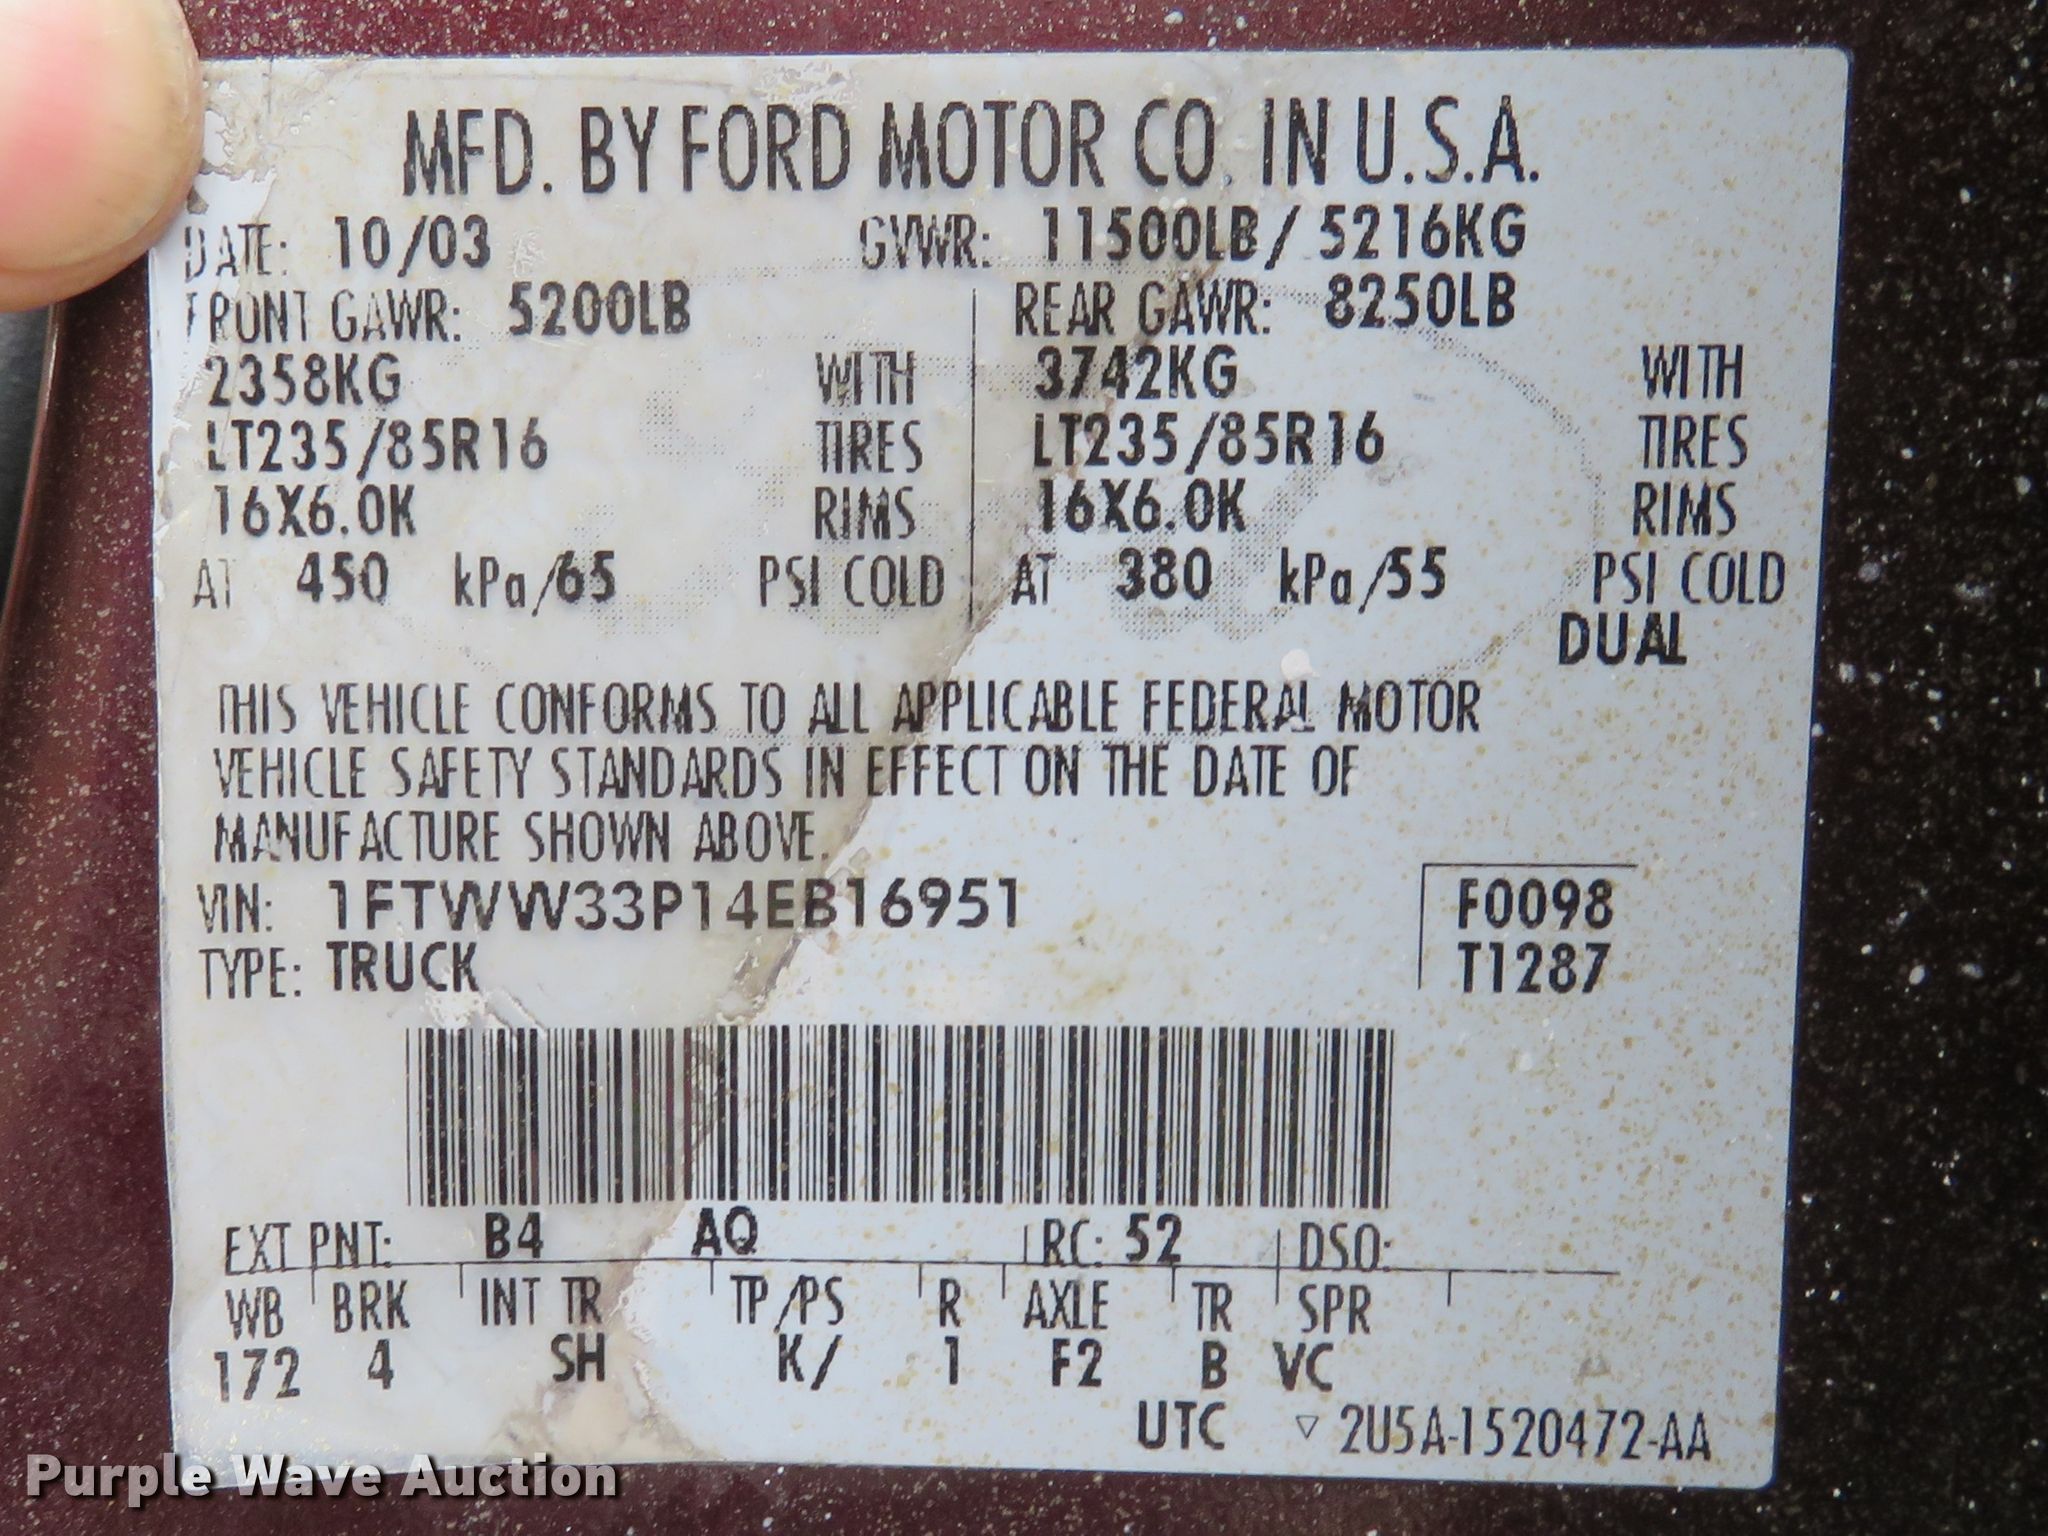 MFD. BY FORD MOTOR CO. IN U.S.A.
DATE: 10/03 GVWR: 11500LB/ 5216KG
FRONT GAWR: 5200LB REAR GAWR: 8250LB
2358KG WITH 3742KG WITH
LT235/85R16 TIRES LT235/85R16 TIRES
16X6.0K RIMS 16X6.0K RIMS
AT 450 kPa/65 PSI COLD AT 380 kPa/55 PSI COLD
DUAL
THIS VEHICLE CONFORMS TO ALL APPLICABLE FEDERAL MOTOR
VEHICLE SAFETY STANDARDS IN EFFECT ON THE DATE OF
MANUFACTURE SHOWN ABOVE.
VIN: 1FTWW33P14EB16951 F0098
TYPE: TRUCK T1287
EXT PNT: B4 AQ RC: 52 DSO:
WB BRK INT TR TP/PS R AXLE TR SPR
172 4 SH K/ 1 F2 B VC
UTC ▽ 2U5A-1520472-AA
Purple Wave Auction